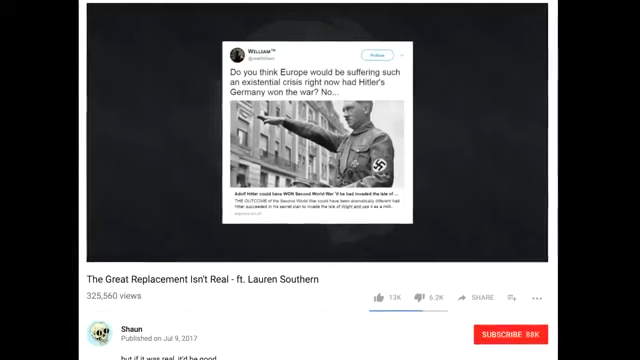 WILLIAM™
Follow
Do you think Europe would be suffering such
an existential crisis right now had Hitler's
Germany won the war? No...
Adolf Hitler could have WON Second World War 'if he had invaded the Isle of ...
THE OUTCOME of the Second World War could have been dramatically different had
Hitler succeeded in his secret plan to invade the Isle of Wight and use it as a
The Great Replacement Isn't Real - ft. Lauren Southern
325,560 views
13K 6.2K SHARE
Shaun
Published on Jul 9, 2017
SUBSCRIBE 88K
but if it was real, it'd be good